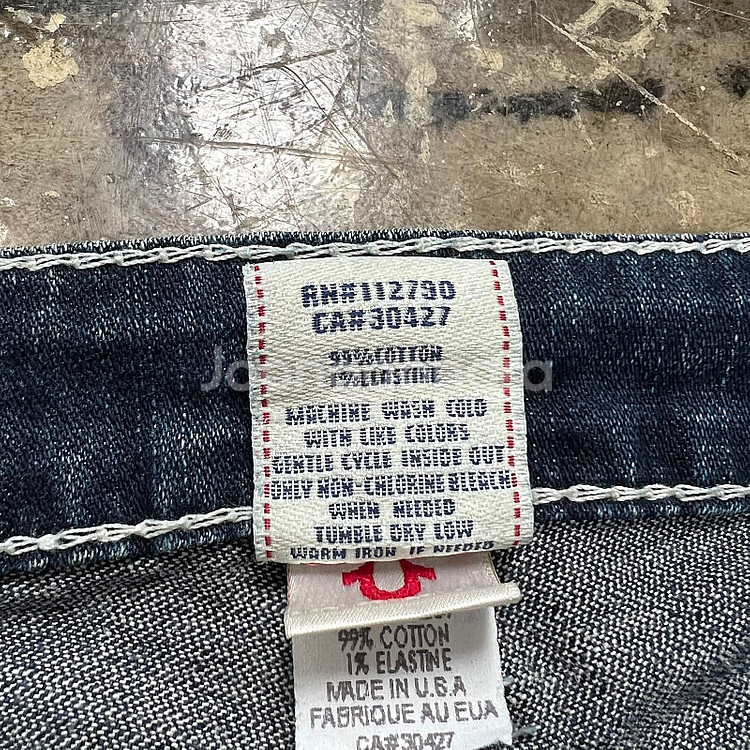 RN#112790
CA#30427
99%COTTON
1%ELASTINE
MACHINE WASH COLD
WITH LIKE COLORS
GENTLE CYCLE INSIDE OUT
ONLY NON-CHLORINE BLEACH
WHEN NEEDED
TUMBLE DRY LOW
WARM IRON IF NEEDED
99% COTTON
1% ELASTINE
MADE IN U.S.A
FABRIQUE AU EUA
CA#30427